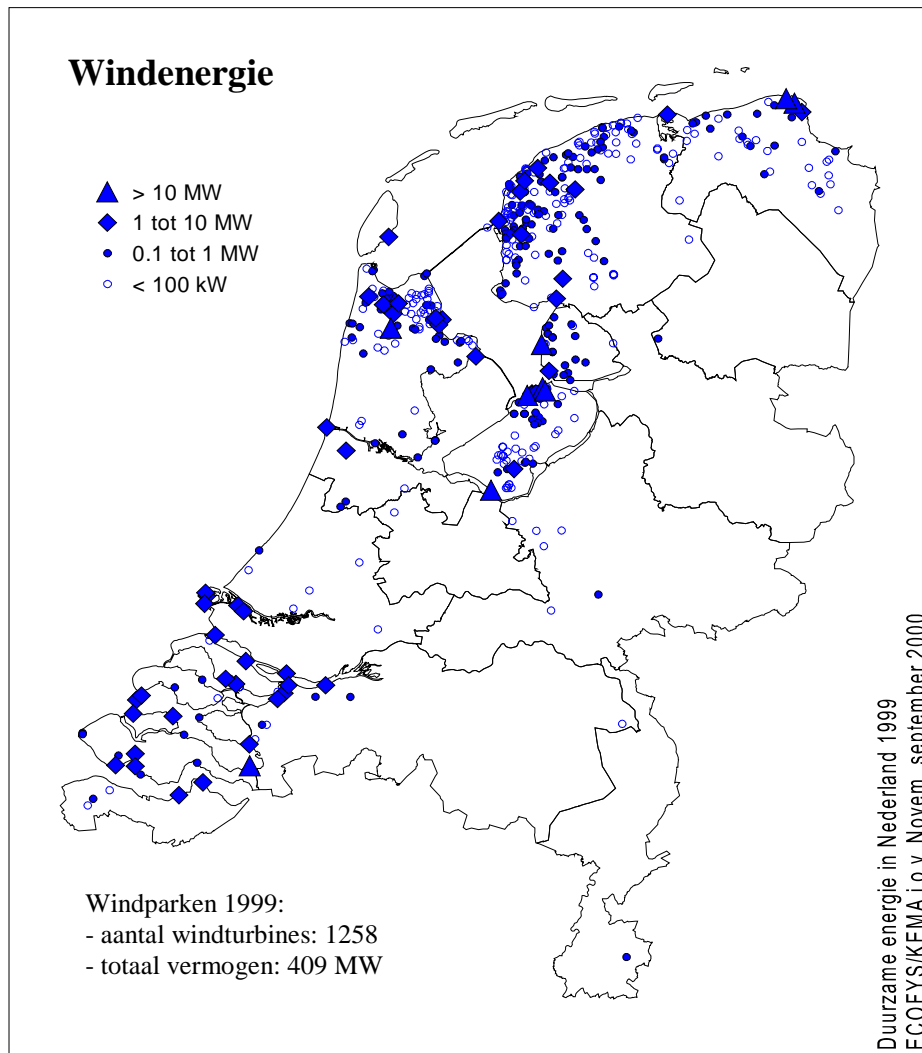 Windenergie
> 10 MW
1 tot 10 MW
0.1 tot 1 MW
< 100 kW
Windparken 1999:
- aantal windturbines: 1258
- totaal vermogen: 409 MW
Duurzame energie in Nederland 1999
ECOFYS/KEMA i.o.v. Novem, september 2000